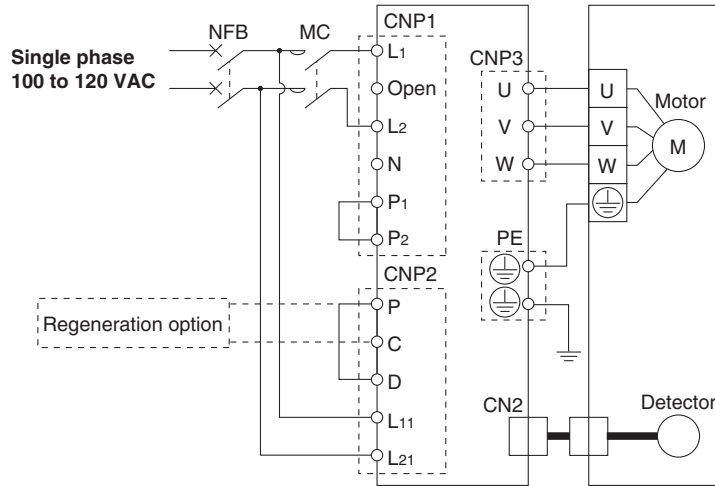 Single phase
100 to 120 VAC
NFB
MC
CNP1
L1
Open
L2
N
P1
P2
CNP2
P
C
D
L11
L21
Regeneration option
CNP3
U
V
W
PE
CN2
U
V
W
Motor
M
Detector